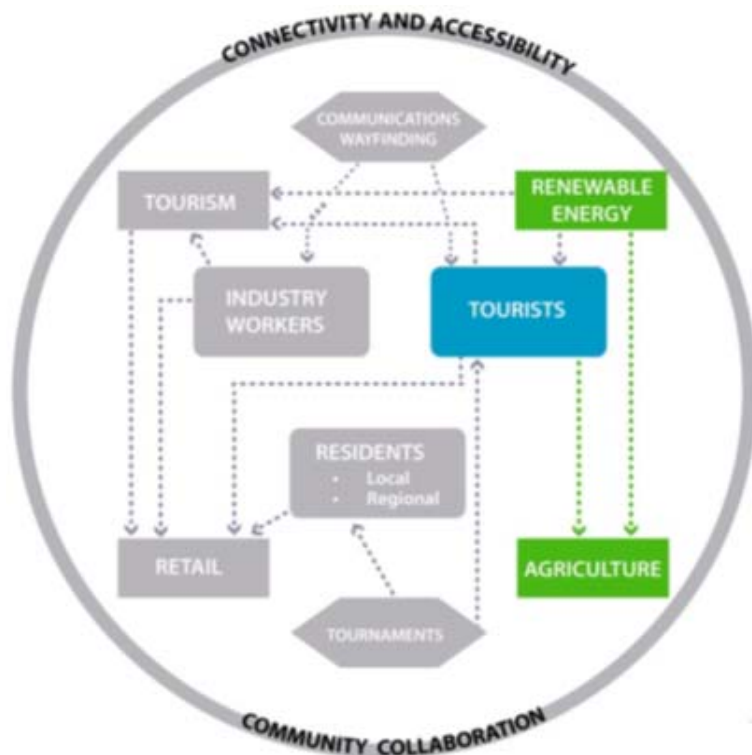 CONNECTIVITY AND ACCESSIBILITY
COMMUNICATIONS
WAYFINDING
TOURISM
RENEWABLE
ENERGY
INDUSTRY
WORKERS
TOURISTS
RESIDENTS
• Local
• Regional
RETAIL
AGRICULTURE
TOURNAMENTS
COMMUNITY COLLABORATION